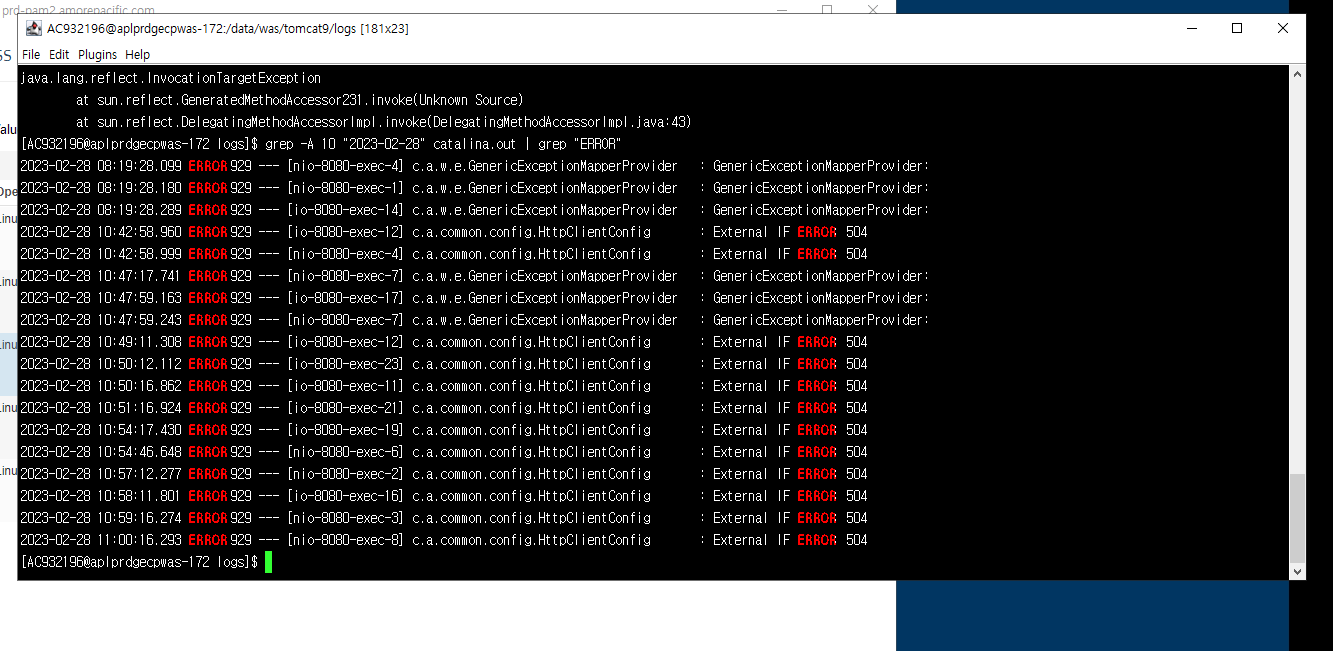 prd-pam2.amorepacific.com
AC932196@aplprdgecpwas-172:/data/was/tomcat9/logs [181x23]
File Edit Plugins Help
java.lang.reflect.InvocationTargetException
at sun.reflect.GeneratedMethodAccessor231.invoke(Unknown Source)
at sun.reflect.DelegatingMethodAccessorImpl.invoke(DelegatingMethodAccessorImpl.java:43)
[AC932196@aplprdgecpwas-172 logs]$ grep -A 10 "2023-02-28" catalina.out | grep "ERROR"
2023-02-28 08:19:28.099 ERROR 929 --- [nio-8080-exec-4] c.a.w.e.GenericExceptionMapperProvider : GenericExceptionMapperProvider:
2023-02-28 08:19:28.180 ERROR 929 --- [nio-8080-exec-1] c.a.w.e.GenericExceptionMapperProvider : GenericExceptionMapperProvider:
2023-02-28 08:19:28.289 ERROR 929 --- [io-8080-exec-14] c.a.w.e.GenericExceptionMapperProvider : GenericExceptionMapperProvider:
2023-02-28 10:42:58.960 ERROR 929 --- [io-8080-exec-12] c.a.common.config.HttpClientConfig : External IF ERROR 504
2023-02-28 10:42:58.999 ERROR 929 --- [nio-8080-exec-4] c.a.common.config.HttpClientConfig : External IF ERROR 504
2023-02-28 10:47:17.741 ERROR 929 --- [nio-8080-exec-7] c.a.w.e.GenericExceptionMapperProvider : GenericExceptionMapperProvider:
2023-02-28 10:47:59.163 ERROR 929 --- [io-8080-exec-17] c.a.w.e.GenericExceptionMapperProvider : GenericExceptionMapperProvider:
2023-02-28 10:47:59.243 ERROR 929 --- [nio-8080-exec-7] c.a.w.e.GenericExceptionMapperProvider : GenericExceptionMapperProvider:
2023-02-28 10:49:11.308 ERROR 929 --- [io-8080-exec-12] c.a.common.config.HttpClientConfig : External IF ERROR 504
2023-02-28 10:50:12.112 ERROR 929 --- [io-8080-exec-23] c.a.common.config.HttpClientConfig : External IF ERROR 504
2023-02-28 10:50:16.862 ERROR 929 --- [io-8080-exec-11] c.a.common.config.HttpClientConfig : External IF ERROR 504
2023-02-28 10:51:16.924 ERROR 929 --- [io-8080-exec-21] c.a.common.config.HttpClientConfig : External IF ERROR 504
2023-02-28 10:54:17.430 ERROR 929 --- [io-8080-exec-19] c.a.common.config.HttpClientConfig : External IF ERROR 504
2023-02-28 10:54:46.648 ERROR 929 --- [nio-8080-exec-6] c.a.common.config.HttpClientConfig : External IF ERROR 504
2023-02-28 10:57:12.277 ERROR 929 --- [nio-8080-exec-2] c.a.common.config.HttpClientConfig : External IF ERROR 504
2023-02-28 10:58:11.801 ERROR 929 --- [io-8080-exec-16] c.a.common.config.HttpClientConfig : External IF ERROR 504
2023-02-28 10:59:16.274 ERROR 929 --- [nio-8080-exec-3] c.a.common.config.HttpClientConfig : External IF ERROR 504
2023-02-28 11:00:16.293 ERROR 929 --- [nio-8080-exec-8] c.a.common.config.HttpClientConfig : External IF ERROR 504
[AC932196@aplprdgecpwas-172 logs]$